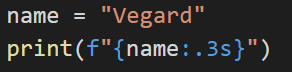 name = "Vegard"
print(f"{name:.3s}")